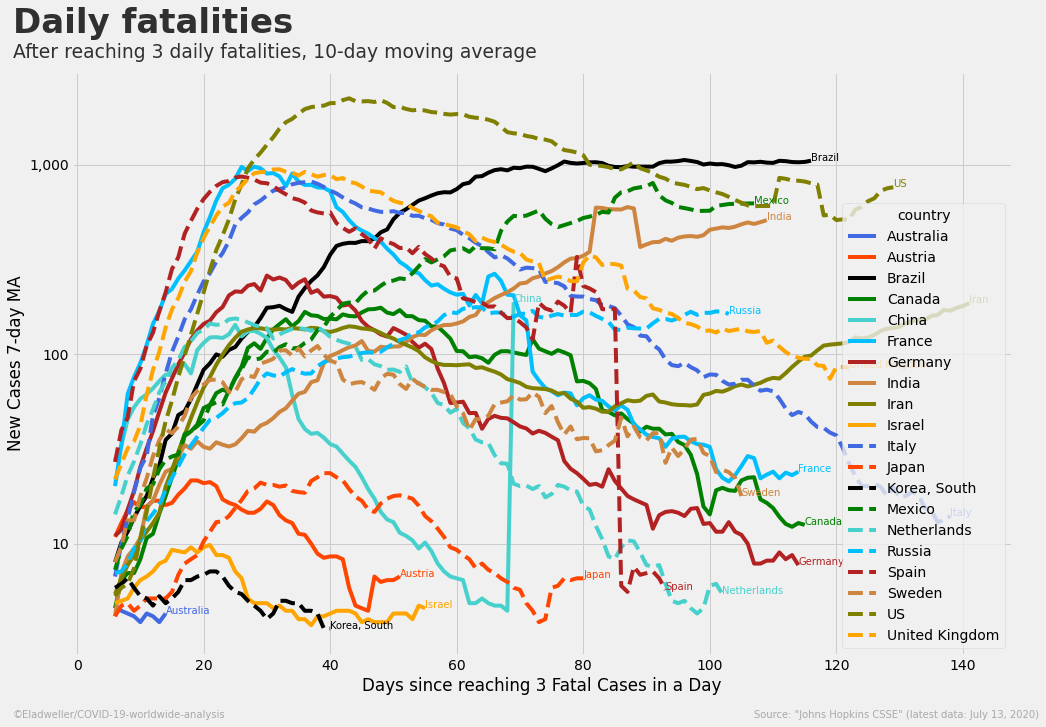 Daily fatalities
After reaching 3 daily fatalities, 10-day moving average
New Cases 7-day MA
1,000
100
10
0
20
40
60
80
100
120
140
Days since reaching 3 Fatal Cases in a Day
Brazil
US
Mexico
India
China
Russia
Iran
France
Sweden
Italy
Canada
Germany
Austria
Japan
Spain
Netherlands
Israel
Australia
Korea, South
country
Australia
Austria
Brazil
Canada
China
France
Germany
India
Iran
Israel
Italy
Japan
Korea, South
Mexico
Netherlands
Russia
Spain
Sweden
US
United Kingdom
©Eladweller/COVID-19-worldwide-analysis
Source: "Johns Hopkins CSSE" (latest data: July 13, 2020)